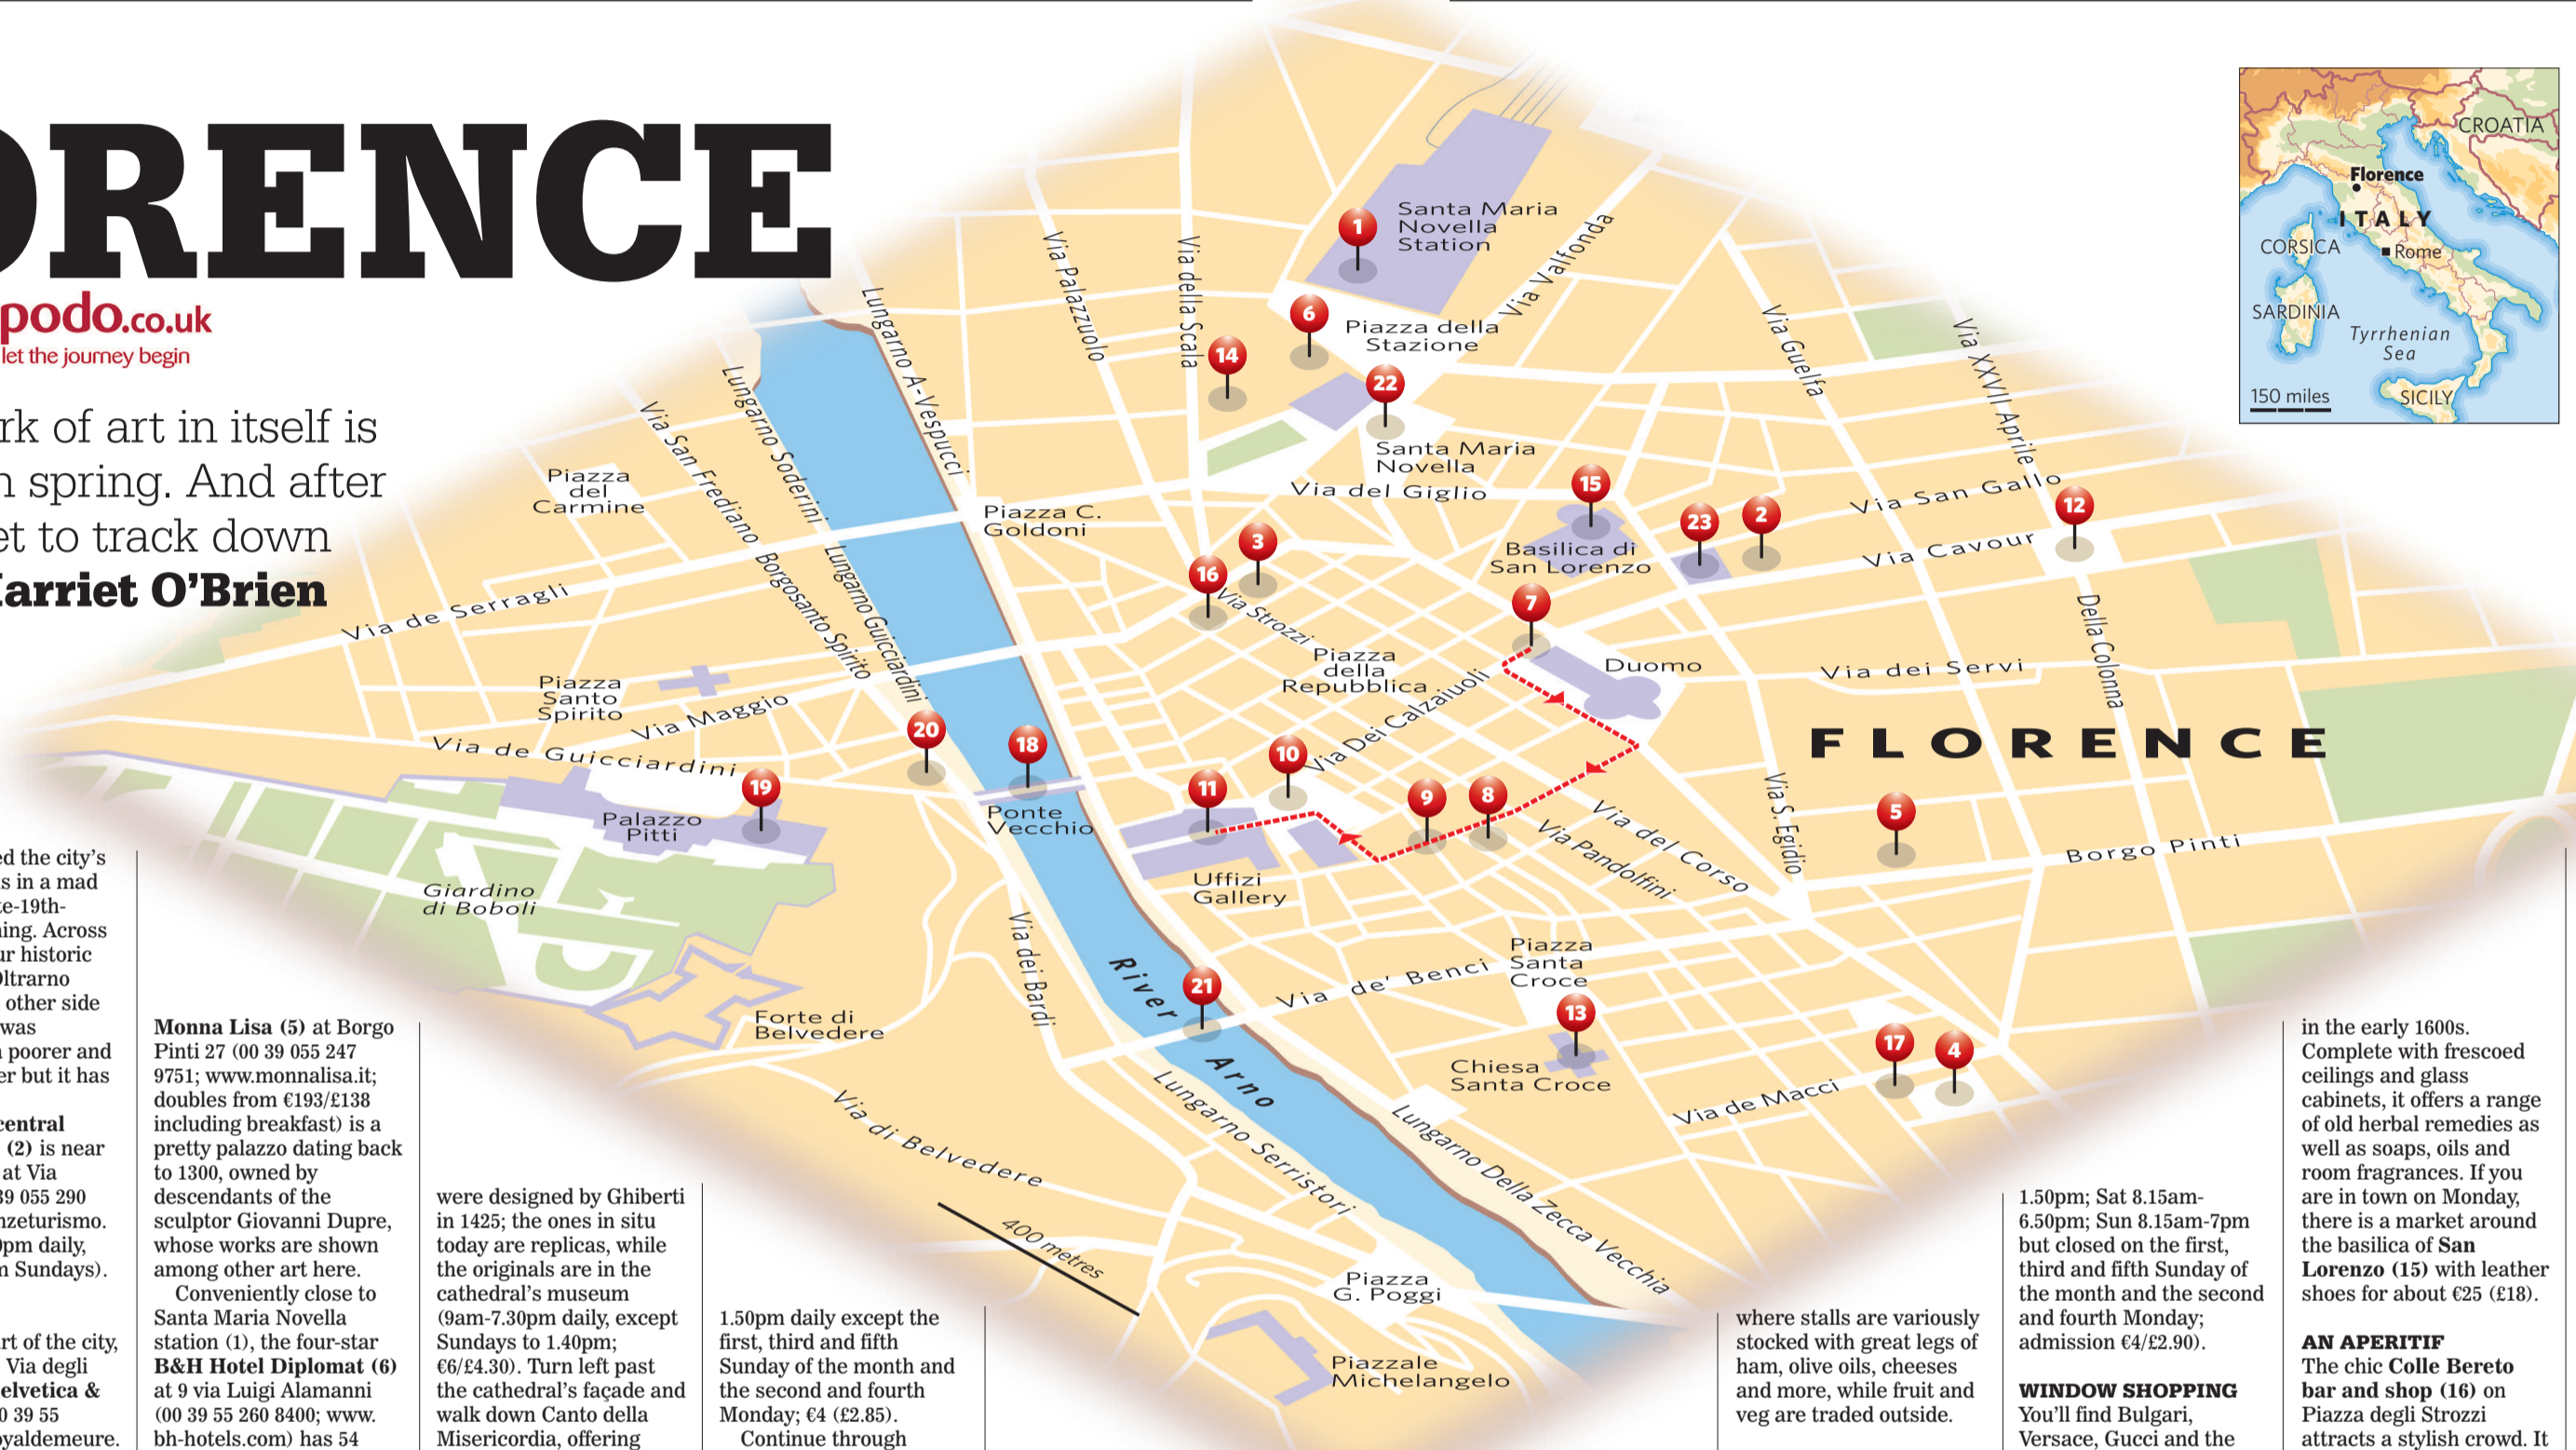 ORENCE
podo.co.uk
let the journey begin
rk of art in itself is
n spring. And after
et to track down
Harriet O'Brien
CROATIA
Florence
ITALY
CORSICA
Rome
SARDINIA
Tyrrhenian
Sea
150 miles
SICILY
1
Santa Maria
Novella
Station
Via Valfonda
Via Palazzuolo
Via della Scala
Lungarno A-Vespucci
6
Piazza della
Stazione
14
22
Santa Maria
Novella
Via Guelfa
Via XXVII Aprile
Via San Frediano
Lungarno Soderini
Piazza
del
Carmine
Piazza C.
Goldoni
Via del Giglio
15
Basilica di
San Lorenzo
23
2
Via San Gallo
12
Via Cavour
3
16
Via Strozzi
7
Duomo
Via dei Servi
Della Colonna
Via de Serragli
Borgosanto Spirito
Lungarno Guicciardini
Piazza
della
Repubblica
Via Dei Calzaiuoli
Piazza
Santo
Spirito
Via Maggio
Via de Guicciardini
20
18
19
Palazzo
Pitti
Ponte
Vecchio
10
11
9
8
Uffizi
Gallery
FLORENCE
5
Via del Corso
Via Pandolfini
Via S. Egidio
Borgo Pinti
Giardino
di Boboli
Via dei Bardi
River Arno
21
Via de' Benci
Piazza
Santa
Croce
13
Chiesa
Santa Croce
17
4
Via de Macci
Forte di
Belvedere
Via di Belvedere
Lungarno Serristori
Lungarno Della Zecca Vecchia
400 metres
Piazza
G. Poggi
Piazzale
Michelangelo
ed the city's
s in a mad
te-19th-
ning. Across
ur historic
Oltrarno
other side
was
poorer and
er but it has
central
(2) is near
at Via
39 055 290
nzeturismo.
0pm daily,
n Sundays).
rt of the city,
Via degli
elvetica &
0 39 55
oyaldemeure.
Monna Lisa (5) at Borgo
Pinti 27 (00 39 055 247
9751; www.monnalisa.it;
doubles from €193/£138
including breakfast) is a
pretty palazzo dating back
to 1300, owned by
descendants of the
sculptor Giovanni Dupre,
whose works are shown
among other art here.
Conveniently close to
Santa Maria Novella
station (1), the four-star
B&H Hotel Diplomat (6)
at 9 via Luigi Alamanni
(00 39 55 260 8400; www.
bh-hotels.com) has 54
were designed by Ghiberti
in 1425; the ones in situ
today are replicas, while
the originals are in the
cathedral's museum
(9am-7.30pm daily, except
Sundays to 1.40pm;
€6/£4.30). Turn left past
the cathedral's façade and
walk down Canto della
Misericordia, offering
1.50pm daily except the
first, third and fifth
Sunday of the month and
the second and fourth
Monday; €4 (£2.85).
Continue through
where stalls are variously
stocked with great legs of
ham, olive oils, cheeses
and more, while fruit and
veg are traded outside.
1.50pm; Sat 8.15am-
6.50pm; Sun 8.15am-7pm
but closed on the first,
third and fifth Sunday of
the month and the second
and fourth Monday;
admission €4/£2.90).
WINDOW SHOPPING
You'll find Bulgari,
Versace, Gucci and the
in the early 1600s.
Complete with frescoed
ceilings and glass
cabinets, it offers a range
of old herbal remedies as
well as soaps, oils and
room fragrances. If you
are in town on Monday,
there is a market around
the basilica of San
Lorenzo (15) with leather
shoes for about €25 (£18).
AN APERITIF
The chic Colle Bereto
bar and shop (16) on
Piazza degli Strozzi
attracts a stylish crowd. It